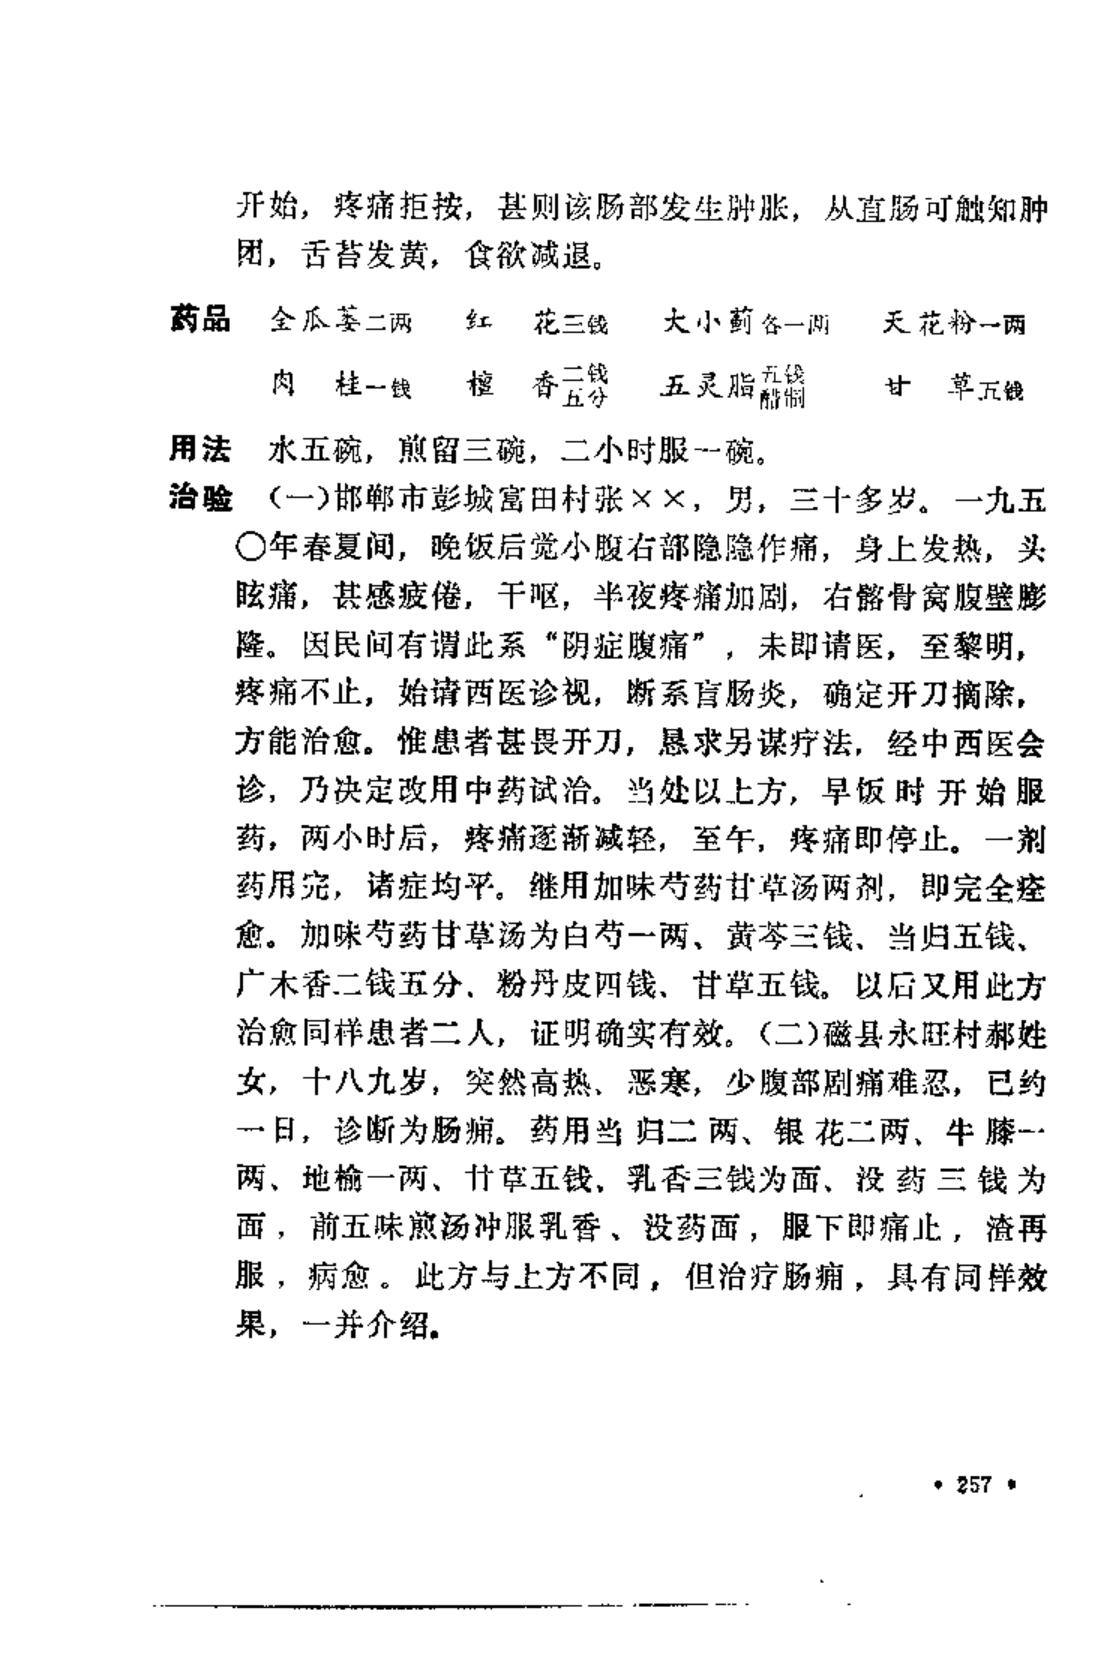 开始，疼痛拒按，甚则该肠部发生肿胀，从直肠可触知肿
团，舌苔发黄，食欲减退。
药品 全瓜蒌二两 红 花三钱 大小蓟各一两 天花粉一两
肉 桂一钱 檀 香二钱五分 五灵脂五钱醋制 甘 草五钱
用法 水五碗，煎留三碗，二小时服一碗。
治验 （一）邯郸市彭城富田村张××，男，三十多岁。一九五
〇年春夏间，晚饭后觉小腹右部隐隐作痛，身上发热，头
眩痛，甚感疲倦，干呕，半夜疼痛加剧，右髂骨窝腹壁膨
隆。因民间有谓此系“阴症腹痛”，未即请医，至黎明，
疼痛不止，始请西医诊视，断系盲肠炎，确定开刀摘除，
方能治愈。惟患者甚畏开刀，恳求另谋疗法，经中西医会
诊，乃决定改用中药试治。当处以上方，早饭时开始服
药，两小时后，疼痛逐渐减轻，至午，疼痛即停止。一剂
药用完，诸症均平。继用加味芍药甘草汤两剂，即完全痊
愈。加味芍药甘草汤为白芍一两、黄芩三钱、当归五钱、
广木香二钱五分、粉丹皮四钱、甘草五钱。以后又用此方
治愈同样患者二人，证明确实有效。（二）磁县永旺村郝姓
女，十八九岁，突然高热、恶寒，少腹部剧痛难忍，已约
一日，诊断为肠痈。药用当归二两、银花二两、牛膝一
两、地榆一两、甘草五钱、乳香三钱为面、没药三钱为
面，前五味煎汤冲服乳香、没药面，服下即痛止，渣再
服，病愈。此方与上方不同，但治疗肠痈，具有同样效
果，一并介绍。
• 257 •